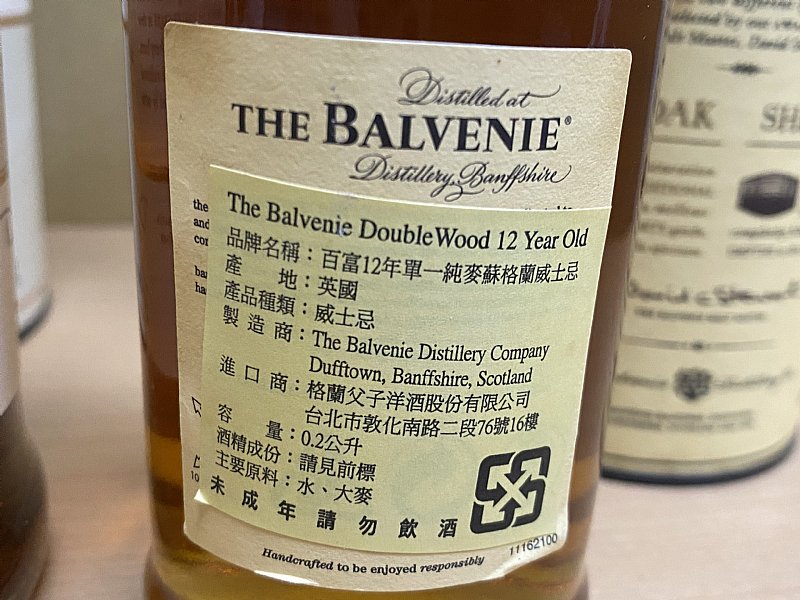 Distilled at
THE BALVENIE®
Distillery, Banffshire
the
and
The Balvenie DoubleWood 12 Year Old
品牌名稱：百富12年單一純麥蘇格蘭威士忌
產 地：英國
產品種類：威士忌
製造商：The Balvenie Distillery Company
Dufftown, Banffshire, Scotland
進口商：格蘭父子洋酒股份有限公司
台北市敦化南路二段76號16樓
容量：0.2公升
酒精成份：請見前標
主要原料：水、大麥
未成年請勿飲酒
11162100
Handcrafted to be enjoyed responsibly
OAK SH